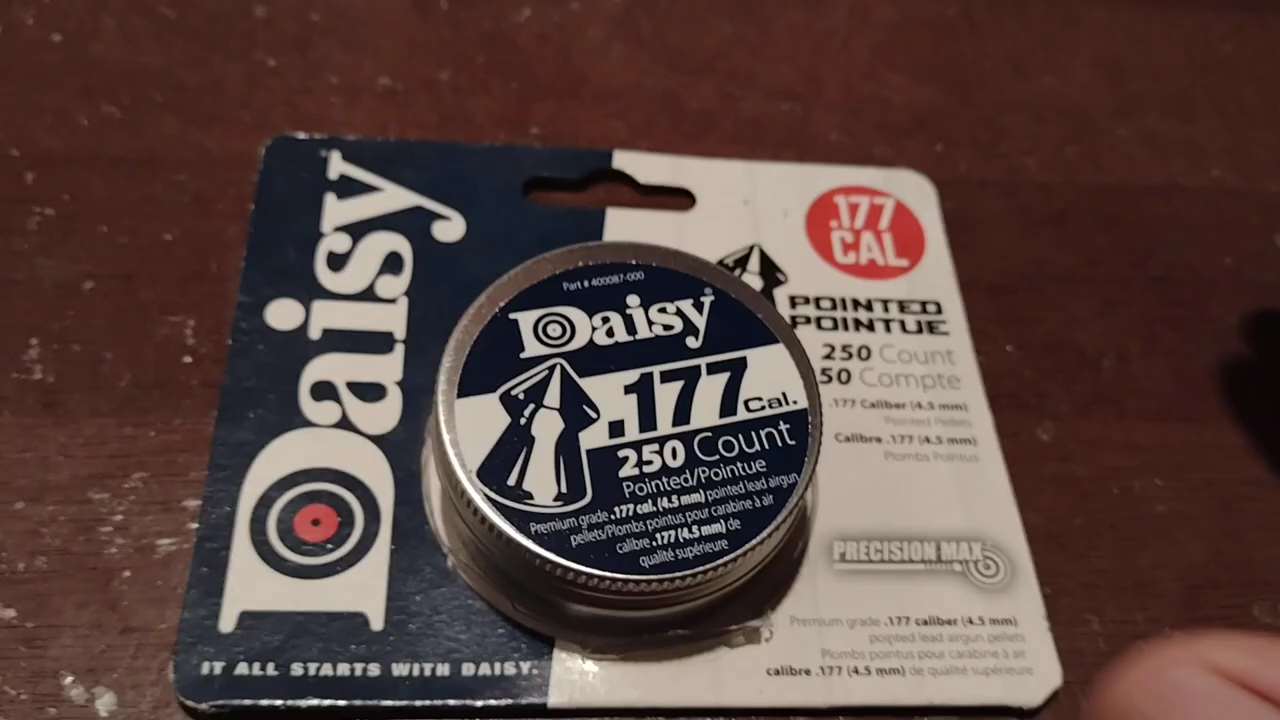 Daisy
IT ALL STARTS WITH DAISY.
Part # 400087-000
Daisy
.177 Cal.
250 Count
Pointed/Pointue
Premium grade .177 cal. (4.5 mm) pointed lead airgun
pellets/Plombs pointus pour carabine à air
calibre .177 (4.5 mm) de
qualité supérieure
.177
CAL
POINTED
POINTUE
250 Count
50 Compte
.177 Caliber (4.5 mm)
Pointed Pellets
Calibre .177 (4.5 mm)
Plombs Pointus
PRECISION MAX
Premium grade .177 caliber (4.5 mm)
pointed lead airgun pellets
Plombs pointus pour carabine à air
calibre .177 (4.5 mm) de qualité supérieure